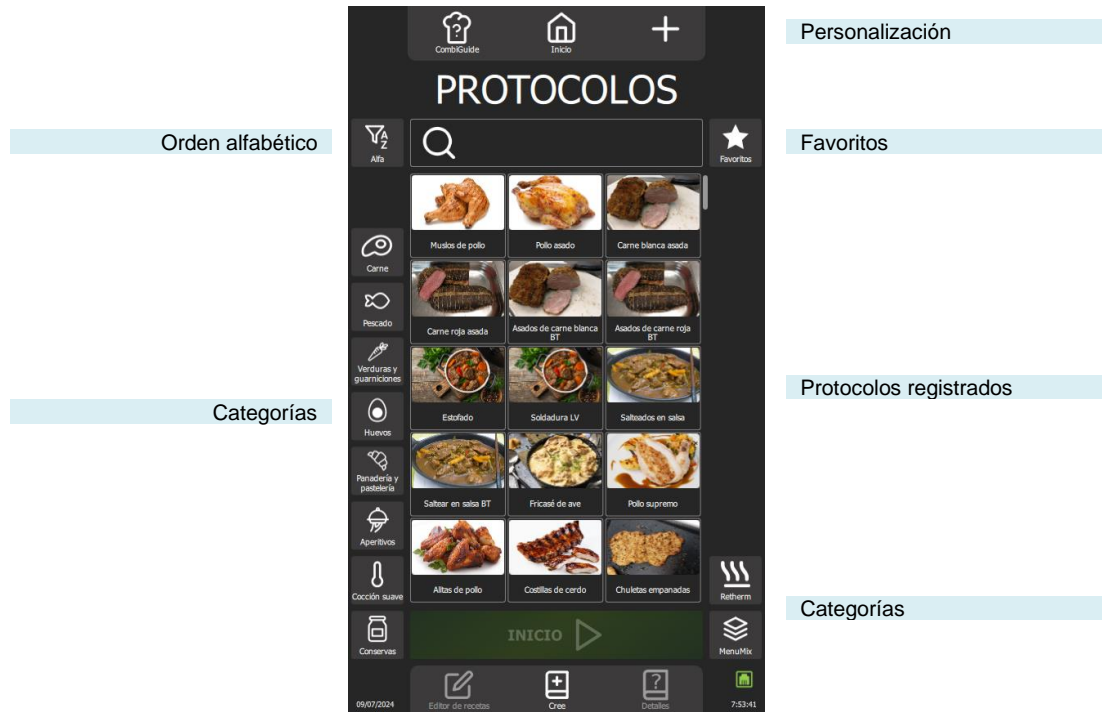 CombiGuide
Inicio
Personalización
PROTOCOLOS
Orden alfabético
Alfa
Favoritos
Favoritos
Muslos de pollo
Pollo asado
Carne blanca asada
Carne
Pescado
Carne roja asada
Asados de carne blanca
BT
Asados de carne roja
BT
Verduras y
guarniciones
Protocolos registrados
Categorías
Huevos
Estofado
Soldadura LV
Salteados en salsa
Panadería y
pastelería
Saltear en salsa BT
Fricasé de ave
Pollo supremo
Aperitivos
Cocción suave
Alitas de pollo
Costillas de cerdo
Chuletas empanadas
Retherm
Categorías
Conservas
INICIO
MenuMix
09/07/2024
Editor de recetas
Cree
Detalles
7:53:41